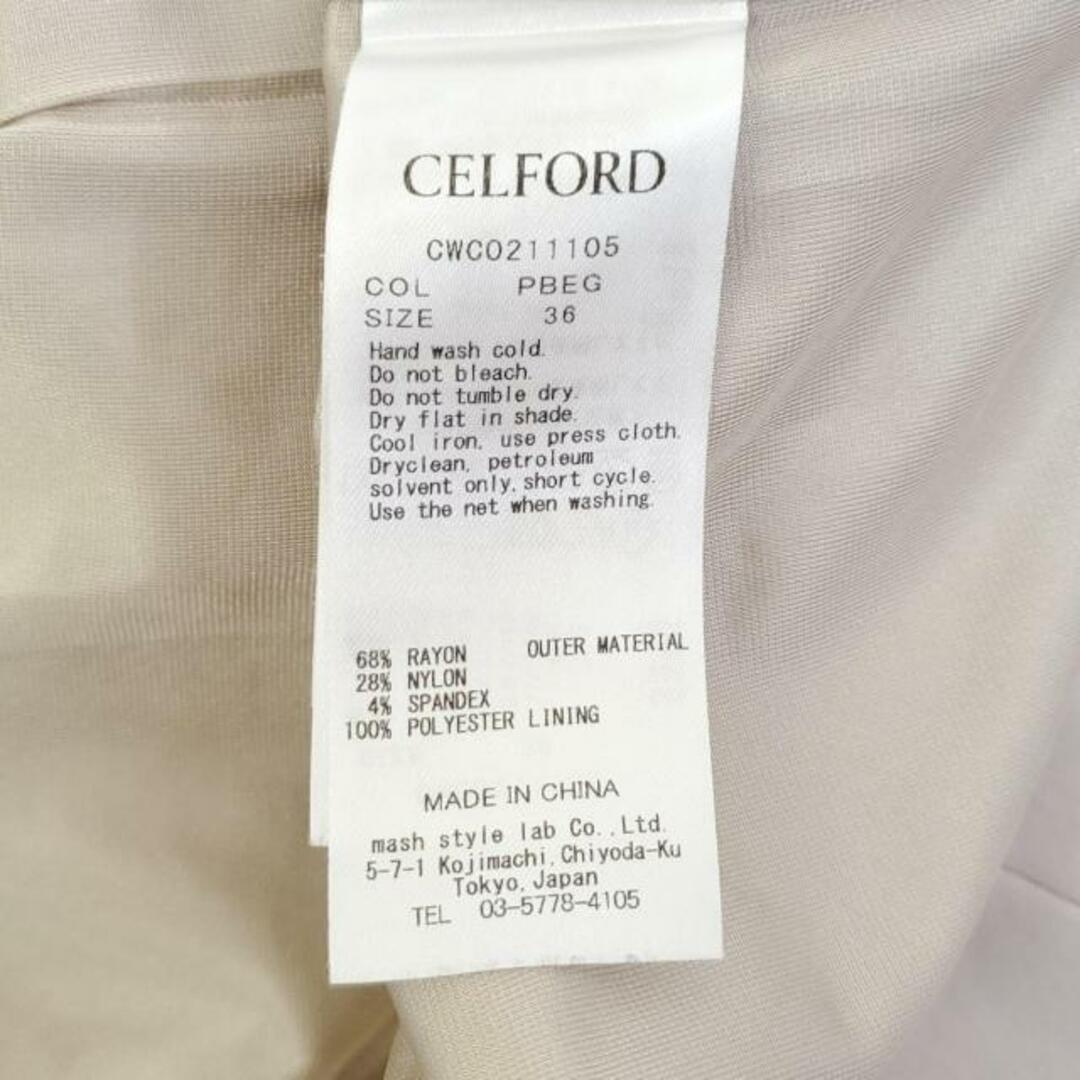 CELFORD
CWCO211105
COL PBEG
SIZE 36
Hand wash cold.
Do not bleach.
Do not tumble dry.
Dry flat in shade.
Cool iron, use press cloth.
Dryclean, petroleum
solvent only, short cycle.
Use the net when washing.
68% RAYON OUTER MATERIAL
28% NYLON
4% SPANDEX
100% POLYESTER LINING
MADE IN CHINA
mash style lab Co.,Ltd.
5-7-1 Kojimachi, Chiyoda-Ku
Tokyo, Japan
TEL 03-5778-4105